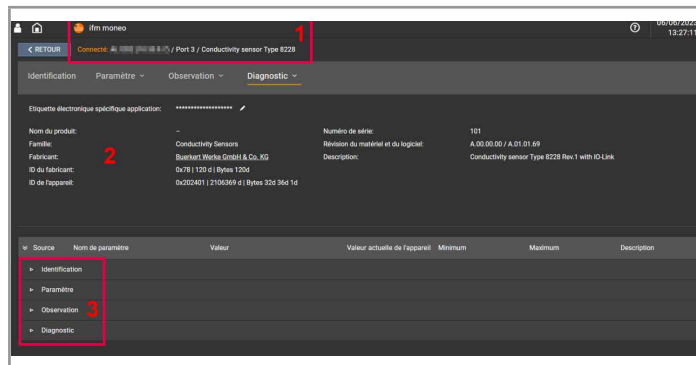 ifm moneo
1
06/06/2023
13:27:11
RETOUR
Connecté: / Port 3 / Conductivity sensor Type 8228
Identification Paramètre Observation Diagnostic
Etiquette électronique spécifique application: *******************
Nom du produit: – Numéro de série: 101
Famille: Conductivity Sensors Révision du matériel et du logiciel: A.00.00.00 / A.01.01.69
Fabricant: Buerkert Werke GmbH & Co. KG Description: Conductivity sensor Type 8228 Rev.1 with IO-Link
2
ID du fabricant: 0x78 | 120 d | Bytes 120d
ID de l'appareil: 0x202401 | 2106369 d | Bytes 32d 36d 1d
Source Nom de paramètre Valeur Valeur actuelle de l'appareil Minimum Maximum Description
Identification
Paramètre
Observation
3
Diagnostic